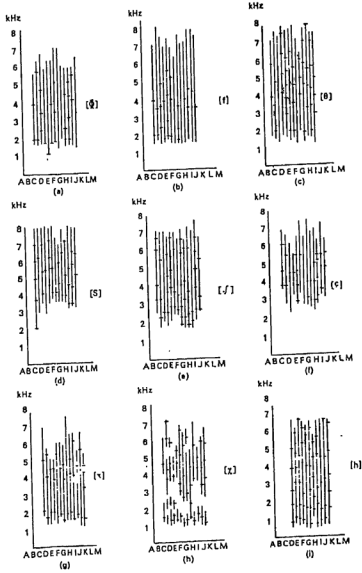 kHz
8
7
6
5
4
3
2
1
[Φ]
ABCDEFGHIJKLM
(a)
kHz
8
7
6
5
4
3
2
1
[f]
ABCDEFGHIJKLM
(b)
kHz
8
7
6
5
4
3
2
1
[θ]
ABCDEFGHIJKLM
(c)
kHz
8
7
6
5
4
3
2
1
[S]
ABCDEFGHIJKLM
(d)
kHz
8
7
6
5
4
3
2
1
[ʃ]
ABCDEFGHIJKLM
(e)
kHz
8
7
6
5
4
3
2
1
[ç]
ABCDEFGHIJKLM
(f)
kHz
8
7
6
5
4
3
2
1
ABCDEFGHIJKLM
(g)
kHz
8
7
6
5
4
3
2
1
[χ]
ABCDEFGHIJKLM
(h)
kHz
8
7
6
5
4
3
2
1
[h]
ABCDEFGHIJKLM
(i)